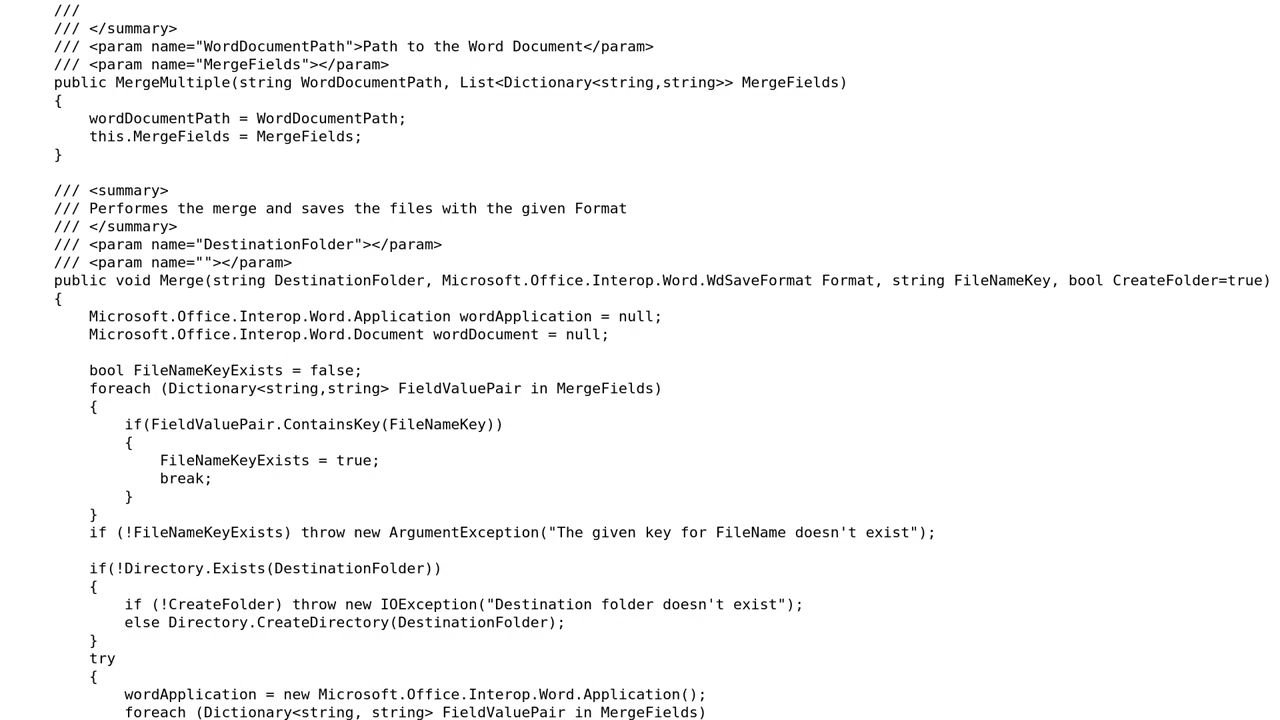 ///
/// </summary>
/// <param name="WordDocumentPath">Path to the Word Document</param>
/// <param name="MergeFields"></param>
public MergeMultiple(string WordDocumentPath, List<Dictionary<string,string>> MergeFields)
{
    wordDocumentPath = WordDocumentPath;
    this.MergeFields = MergeFields;
}

/// <summary>
/// Performes the merge and saves the files with the given Format
/// </summary>
/// <param name="DestinationFolder"></param>
/// <param name=""></param>
public void Merge(string DestinationFolder, Microsoft.Office.Interop.Word.WdSaveFormat Format, string FileNameKey, bool CreateFolder=true)
{
    Microsoft.Office.Interop.Word.Application wordApplication = null;
    Microsoft.Office.Interop.Word.Document wordDocument = null;

    bool FileNameKeyExists = false;
    foreach (Dictionary<string,string> FieldValuePair in MergeFields)
    {
        if(FieldValuePair.ContainsKey(FileNameKey))
        {
            FileNameKeyExists = true;
            break;
        }
    }
    if (!FileNameKeyExists) throw new ArgumentException("The given key for FileName doesn't exist");

    if(!Directory.Exists(DestinationFolder))
    {
        if (!CreateFolder) throw new IOException("Destination folder doesn't exist");
        else Directory.CreateDirectory(DestinationFolder);
    }
    try
    {
        wordApplication = new Microsoft.Office.Interop.Word.Application();
        foreach (Dictionary<string, string> FieldValuePair in MergeFields)